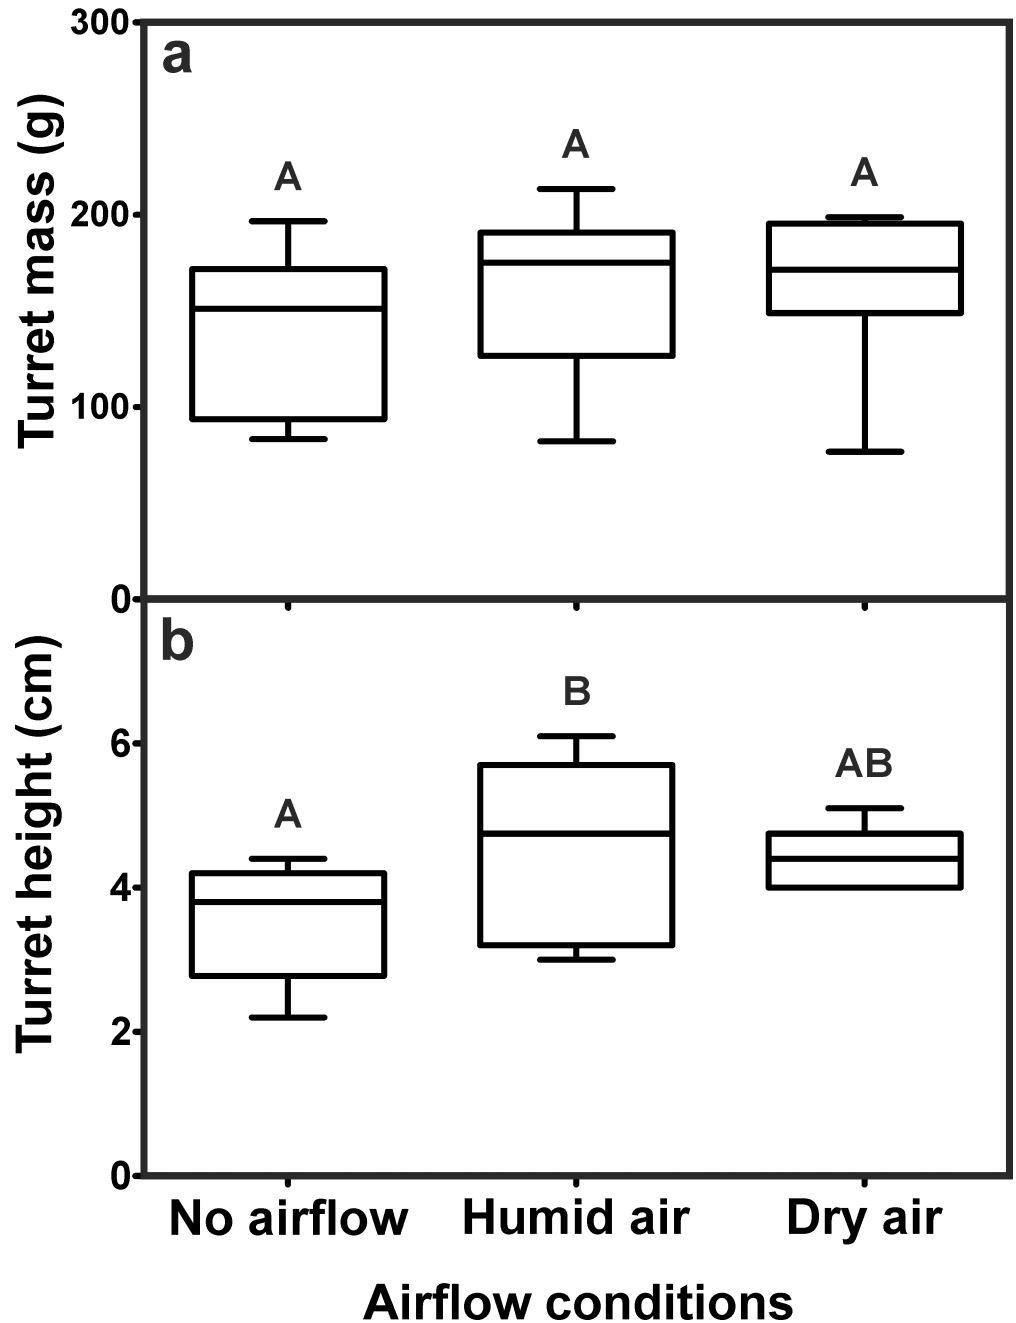 300
a
Turret mass (g)
A
A
A
200
100
0
b
Turret height (cm)
B
AB
6
A
4
2
0
No airflow Humid air Dry air
Airflow conditions